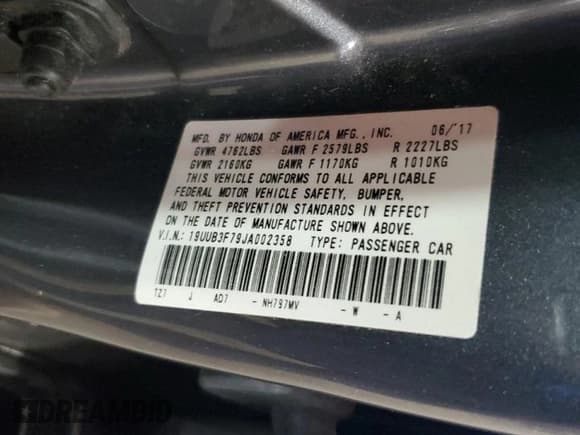 MFD. BY HONDA OF AMERICA MFG., INC. 06/'17
GVWR 4762LBS GAWR F 2579LBS R 2227LBS
GVWR 2160KG GAWR F 1170KG R 1010KG
THIS VEHICLE CONFORMS TO ALL APPLICABLE
FEDERAL MOTOR VEHICLE SAFETY, BUMPER,
AND THEFT PREVENTION STANDARDS IN EFFECT
ON THE DATE OF MANUFACTURE SHOWN ABOVE.
V.I.N.: 19UUB3F79JA002358 TYPE: PASSENGER CAR
TZ7 J AD7 - NH797MV - W - A
DREAMBID